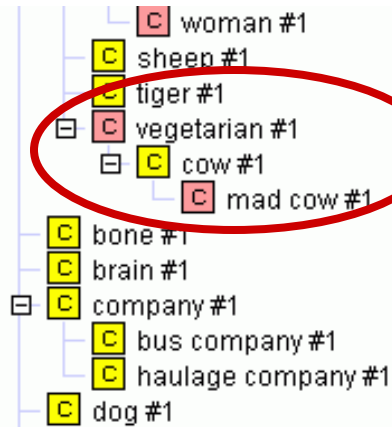 C woman #1
C sheep #1
C tiger #1
C vegetarian #1
C cow #1
C mad cow #1
C bone #1
C brain #1
C company #1
C bus company #1
C haulage company #1
C dog #1